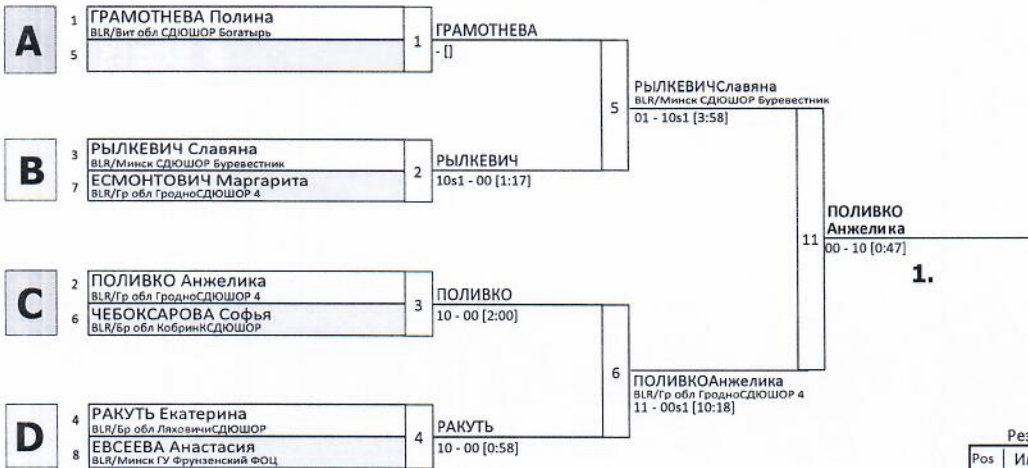 A
1 ГРАМОТНЕВА Полина
BLR/Вит обл СДЮШОР Богатырь
5
1
ГРАМОТНЕВА
- []
B
3 РЫЛКЕВИЧ Славяна
BLR/Минск СДЮШОР Буревестник
7 ЕСМОНТОВИЧ Маргарита
BLR/Гр обл ГродноСДЮШОР 4
2
РЫЛКЕВИЧ
10s1 - 00 [1:17]
5
РЫЛКЕВИЧСлавяна
BLR/Минск СДЮШОР Буревестник
01 - 10s1 [3:58]
C
2 ПОЛИВКО Анжелика
BLR/Гр обл ГродноСДЮШОР 4
6 ЧЕБОКСАРОВА Софья
BLR/Бр обл КобринКСДЮШОР
3
ПОЛИВКО
10 - 00 [2:00]
D
4 РАКУТЬ Екатерина
BLR/Бр обл ЛяховичиСДЮШОР
8 ЕВСЕЕВА Анастасия
BLR/Минск ГУ Фрунзенский ФОЦ
4
РАКУТЬ
10 - 00 [0:58]
6
ПОЛИВКОАнжелика
BLR/Гр обл ГродноСДЮШОР 4
11 - 00s1 [10:18]
11
ПОЛИВКО
Анжелика
00 - 10 [0:47]
1.
Pos